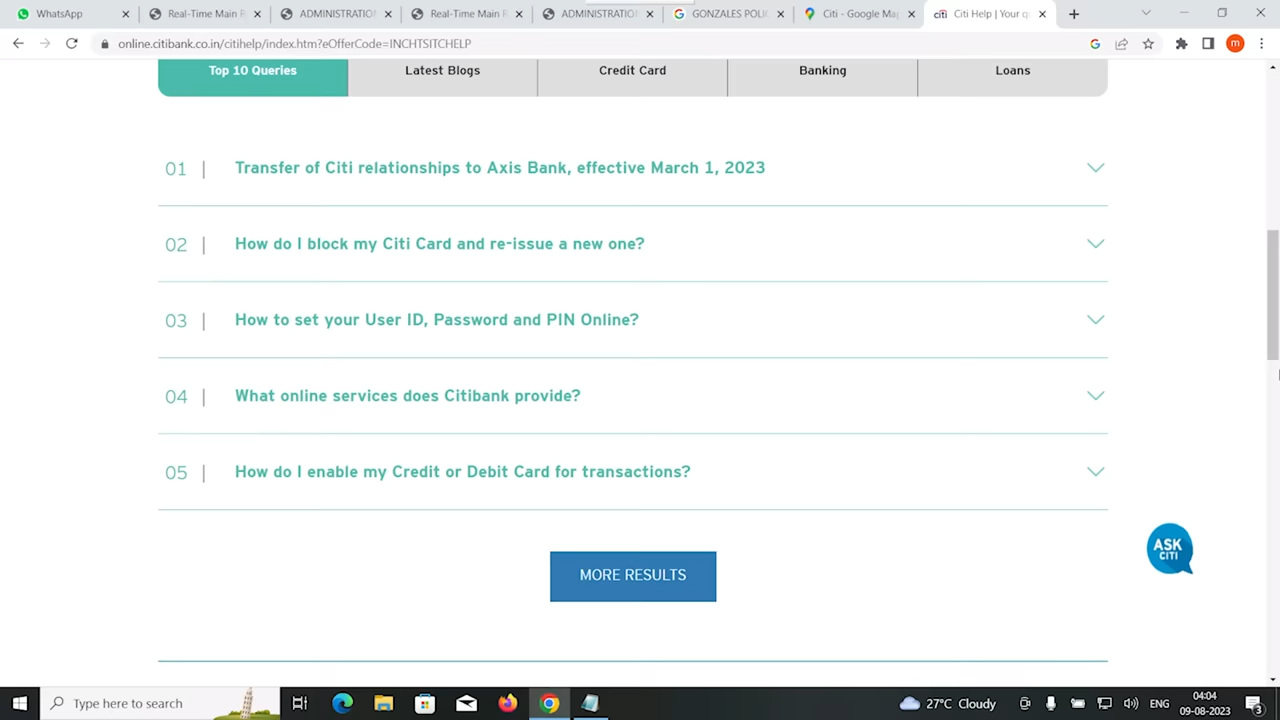 WhatsApp
Real-Time Main R
ADMINISTRATION
Real-Time Main R
ADMINISTRATION
GONZALES POLI
Citi - Google Ma
Citi Help | Your q
online.citibank.co.in/citihelp/index.htm?eOfferCode=INCHTSITCHELP
m
Top 10 Queries
Latest Blogs
Credit Card
Banking
Loans
01 | Transfer of Citi relationships to Axis Bank, effective March 1, 2023
02 | How do I block my Citi Card and re-issue a new one?
03 | How to set your User ID, Password and PIN Online?
04 | What online services does Citibank provide?
05 | How do I enable my Credit or Debit Card for transactions?
ASK
CITI
MORE RESULTS
Type here to search
27°C Cloudy
ENG
04:04
09-08-2023
3